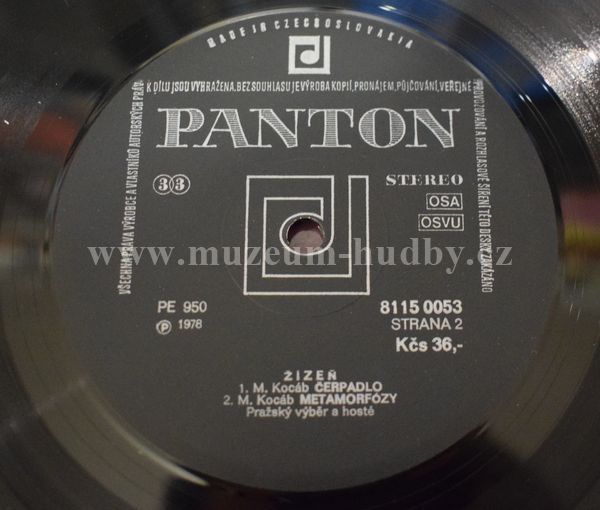 MADE IN CZECHOSLOVAKIA
VŠECHNA PRÁVA VÝROBCE A VLASTNÍKŮ AUTORSKÝCH PRÁV
K DÍLU JSOU VYHRAŽENA. BEZ SOUHLASU JE VÝROBA KOPIÍ, PRONÁJEM, PŮJČOVÁNÍ, VEŘEJNÉ
PROVOZOVÁNÍ A ROZHLASOVÉ ŠÍŘENÍ TÉTO DESKY ZAKÁZÁNO
PANTON
33
STEREO
OSA
OSVU
www.muzeum-hudby.cz
PE 950
8115 0053
Ⓟ 1978
STRANA 2
Kčs 36,-
ŽIZEŇ
1. M. Kocáb ČERPADLO
2. M. Kocáb METAMORFÓZY
Pražský výběr a hosté